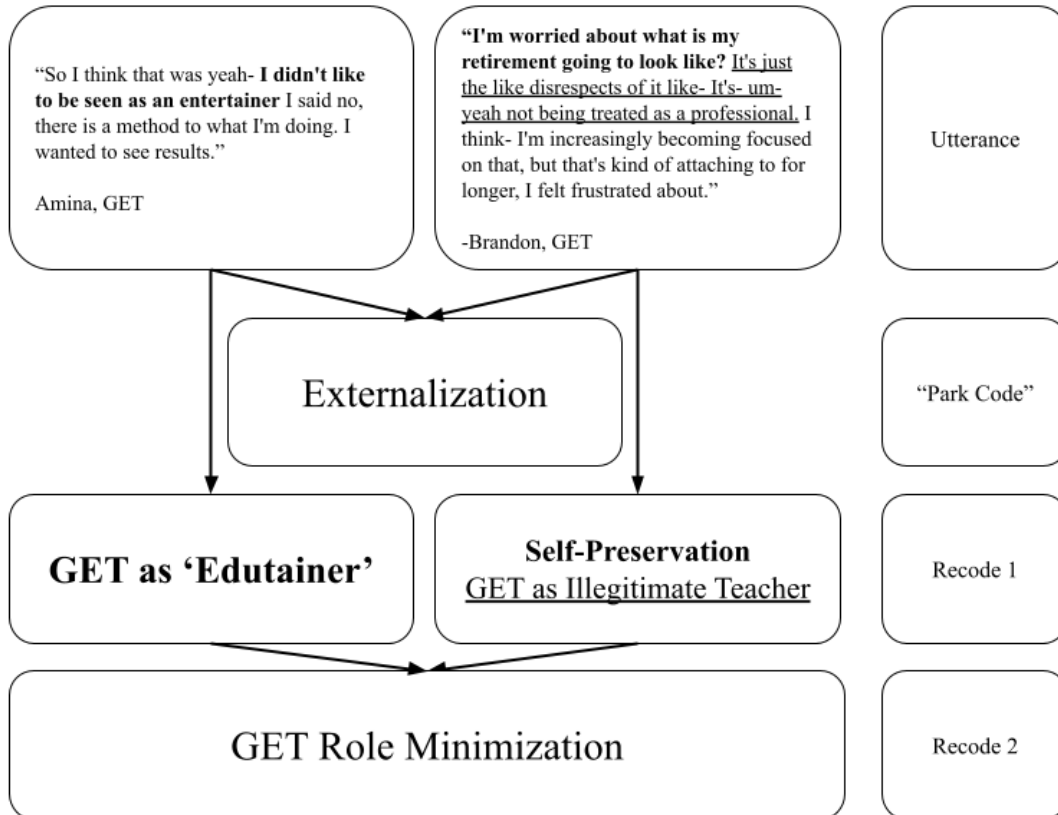 “So I think that was yeah- I didn't like
to be seen as an entertainer I said no,
there is a method to what I'm doing. I
wanted to see results.”
Amina, GET
“I'm worried about what is my
retirement going to look like? It's just
the like disrespects of it like- It's- um-
yeah not being treated as a professional. I
think- I'm increasingly becoming focused
on that, but that's kind of attaching to for
longer, I felt frustrated about.”
-Brandon, GET
Utterance
Externalization
“Park Code”
GET as ‘Edutainer’
Self-Preservation
GET as Illegitimate Teacher
Recode 1
GET Role Minimization
Recode 2